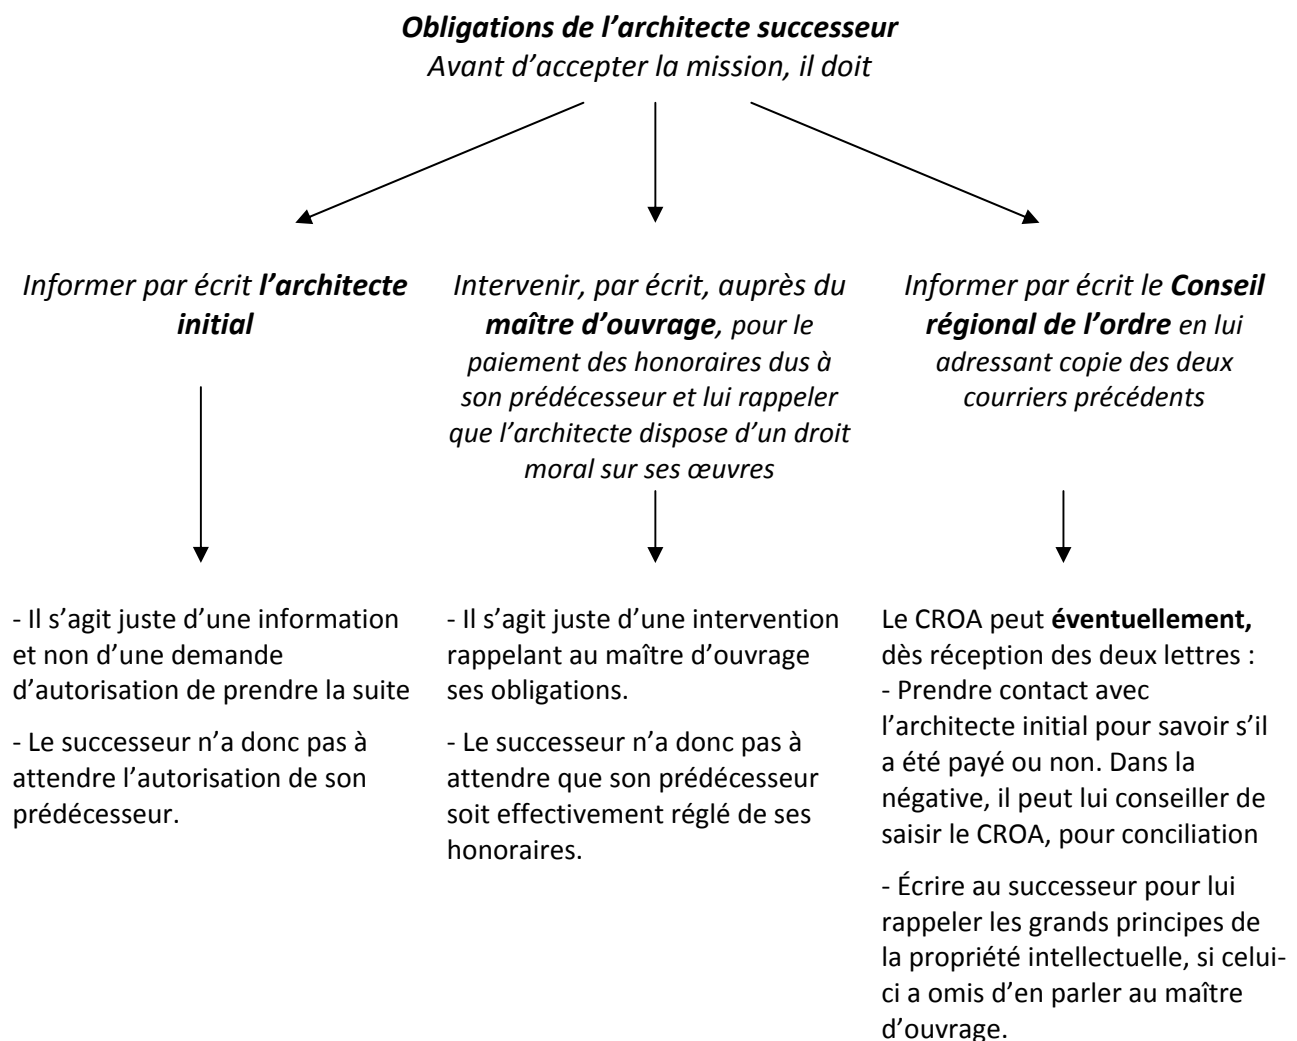 Obligations de l’architecte successeur
Avant d’accepter la mission, il doit
Informer par écrit l’architecte
initial
Intervenir, par écrit, auprès du
maître d’ouvrage, pour le
paiement des honoraires dus à
son prédécesseur et lui rappeler
que l’architecte dispose d’un droit
moral sur ses œuvres
Informer par écrit le Conseil
régional de l’ordre en lui
adressant copie des deux
courriers précédents
- Il s’agit juste d’une information
et non d’une demande
d’autorisation de prendre la suite
- Le successeur n’a donc pas à
attendre l’autorisation de son
prédécesseur.
- Il s’agit juste d’une intervention
rappelant au maître d’ouvrage
ses obligations.
- Le successeur n’a donc pas à
attendre que son prédécesseur
soit effectivement réglé de ses
honoraires.
Le CROA peut éventuellement,
dès réception des deux lettres :
- Prendre contact avec
l’architecte initial pour savoir s’il
a été payé ou non. Dans la
négative, il peut lui conseiller de
saisir le CROA, pour conciliation
- Écrire au successeur pour lui
rappeler les grands principes de
la propriété intellectuelle, si celui-
ci a omis d’en parler au maître
d’ouvrage.